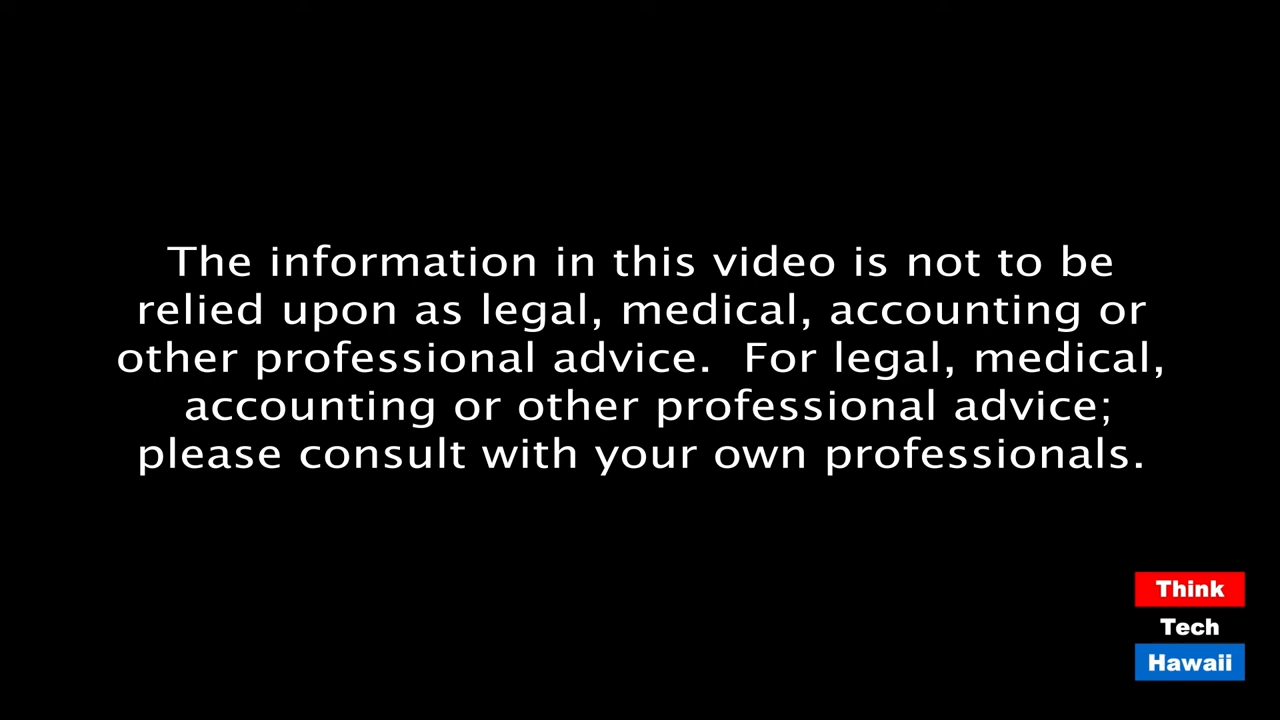 The information in this video is not to be
relied upon as legal, medical, accounting or
other professional advice.  For legal, medical,
accounting or other professional advice;
please consult with your own professionals.
Think
Tech
Hawaii